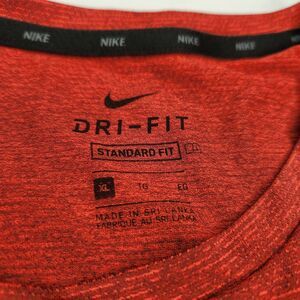 NIKE NIKE NIKE NIKE
DRI-FIT
STANDARD FIT
XL TG EG
MADE IN SRI LANKA
FABRIQUÉ AU SRI LANKA